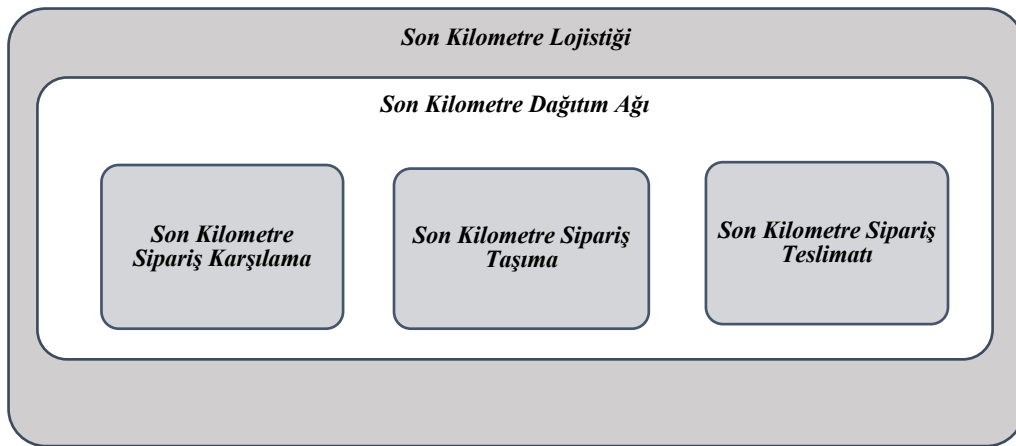 Son Kilometre Lojistiği
Son Kilometre Dağıtım Ağı
Son Kilometre
Sipariş Karşılama
Son Kilometre Sipariş
Taşıma
Son Kilometre Sipariş
Teslimatı